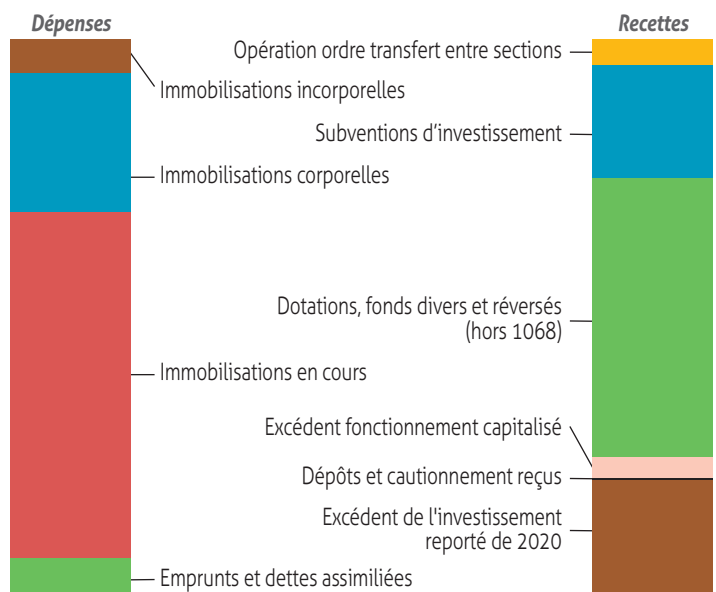 Dépenses
Recettes
Opération ordre transfert entre sections
Immobilisations incorporelles
Subventions d'investissement
Immobilisations corporelles
Dotations, fonds divers et réversés
(hors 1068)
Immobilisations en cours
Excédent fonctionnement capitalisé
Dépôts et cautionnement reçus
Excédent de l'investissement
reporté de 2020
Emprunts et dettes assimiliées